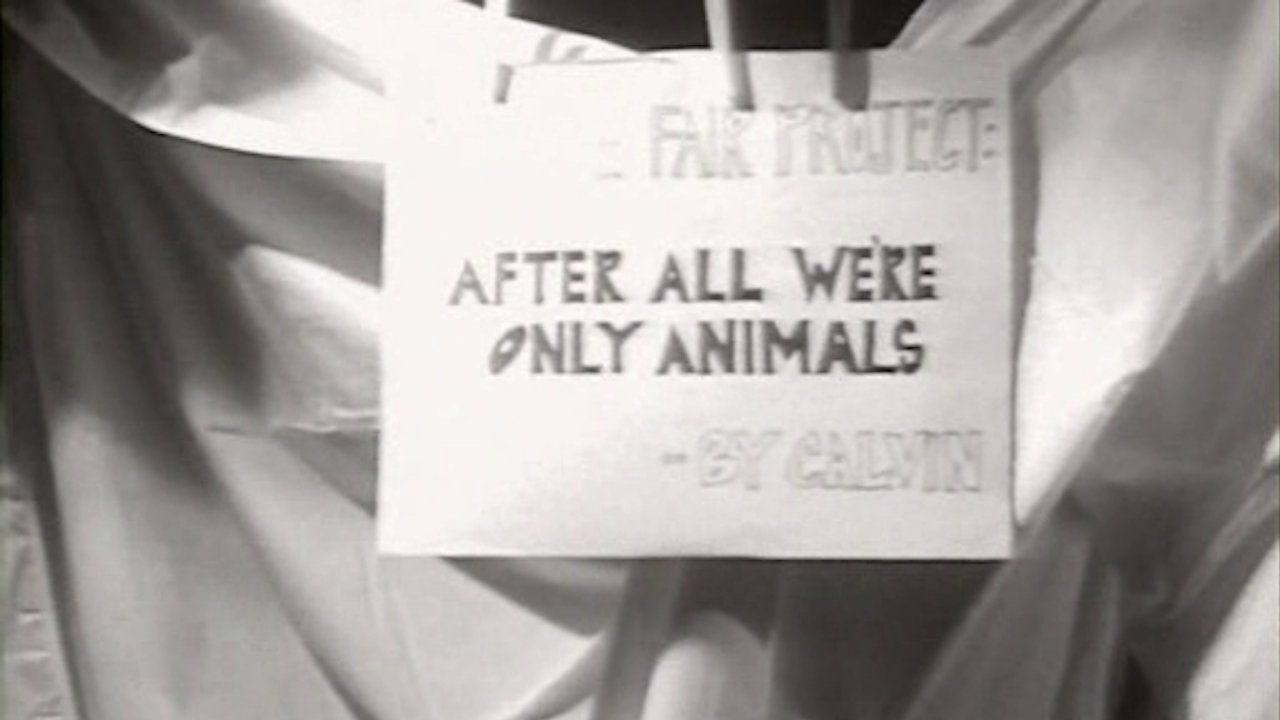 FAIR PROJECT:
AFTER ALL WE'RE
ONLY ANIMALS
- BY CALVIN